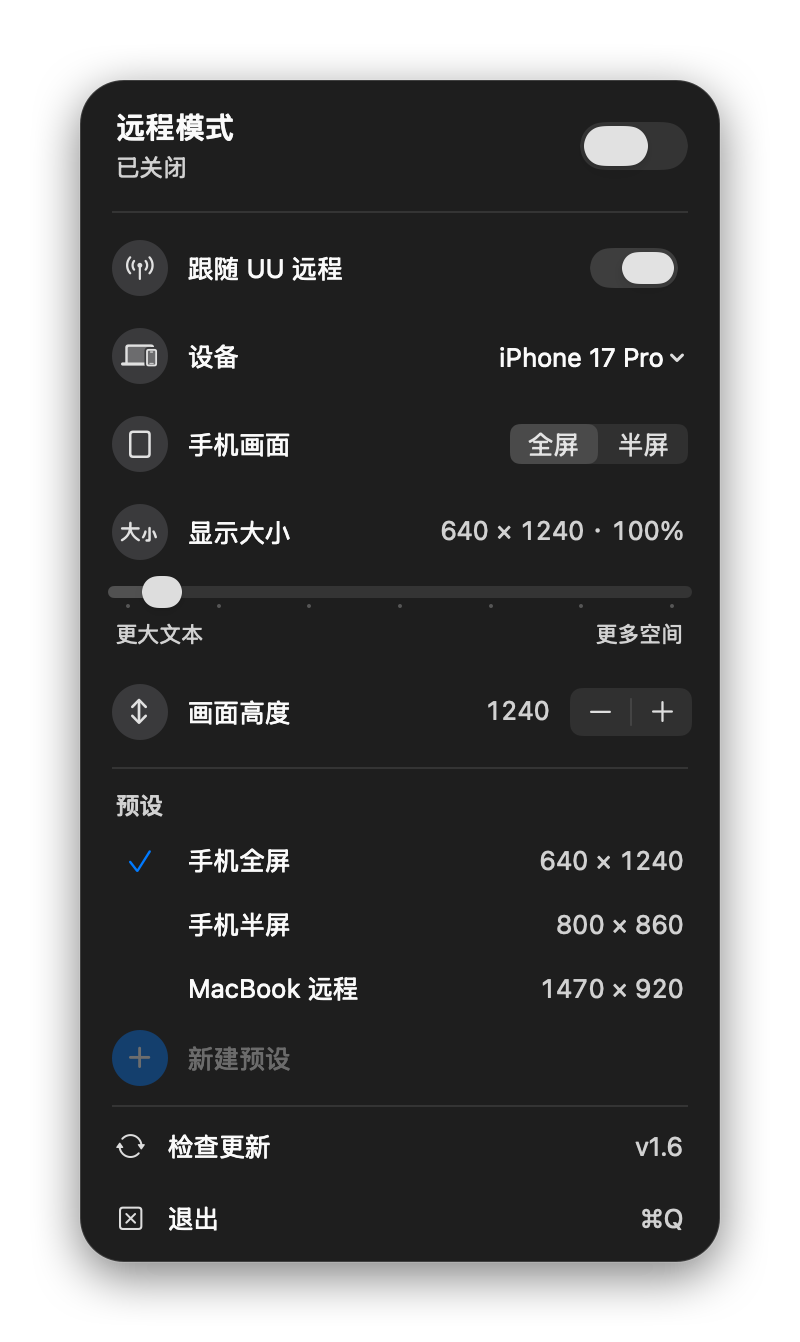 远程模式
已关闭
跟随 UU 远程
设备 iPhone 17 Pro
手机画面 全屏 半屏
大小 显示大小 640 × 1240 · 100%
更大文本 更多空间
画面高度 1240 − +
预设
手机全屏 640 × 1240
手机半屏 800 × 860
MacBook 远程 1470 × 920
新建预设
检查更新 v1.6
退出 ⌘Q